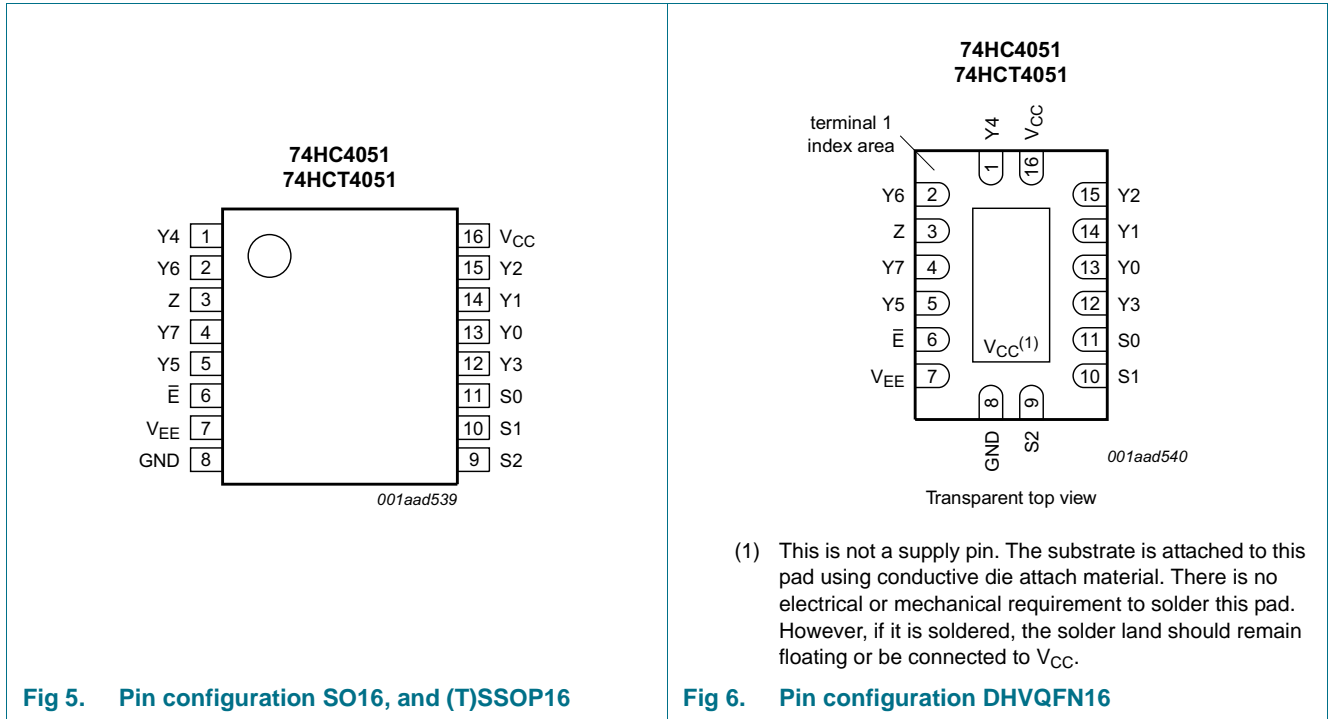 74HC4051
74HCT4051
Y4 1
Y6 2
Z 3
Y7 4
Y5 5
E̅ 6
VEE 7
GND 8
16 VCC
15 Y2
14 Y1
13 Y0
12 Y3
11 S0
10 S1
9 S2
001aad539
Fig 5. Pin configuration SO16, and (T)SSOP16
74HC4051
74HCT4051
terminal 1
index area
Y4
VCC
1
16
Y6 2
Z 3
Y7 4
Y5 5
E̅ 6
VEE 7
15 Y2
14 Y1
13 Y0
12 Y3
11 S0
10 S1
VCC(1)
8
9
GND
S2
001aad540
Transparent top view
(1) This is not a supply pin. The substrate is attached to this
pad using conductive die attach material. There is no
electrical or mechanical requirement to solder this pad.
However, if it is soldered, the solder land should remain
floating or be connected to VCC.
Fig 6. Pin configuration DHVQFN16